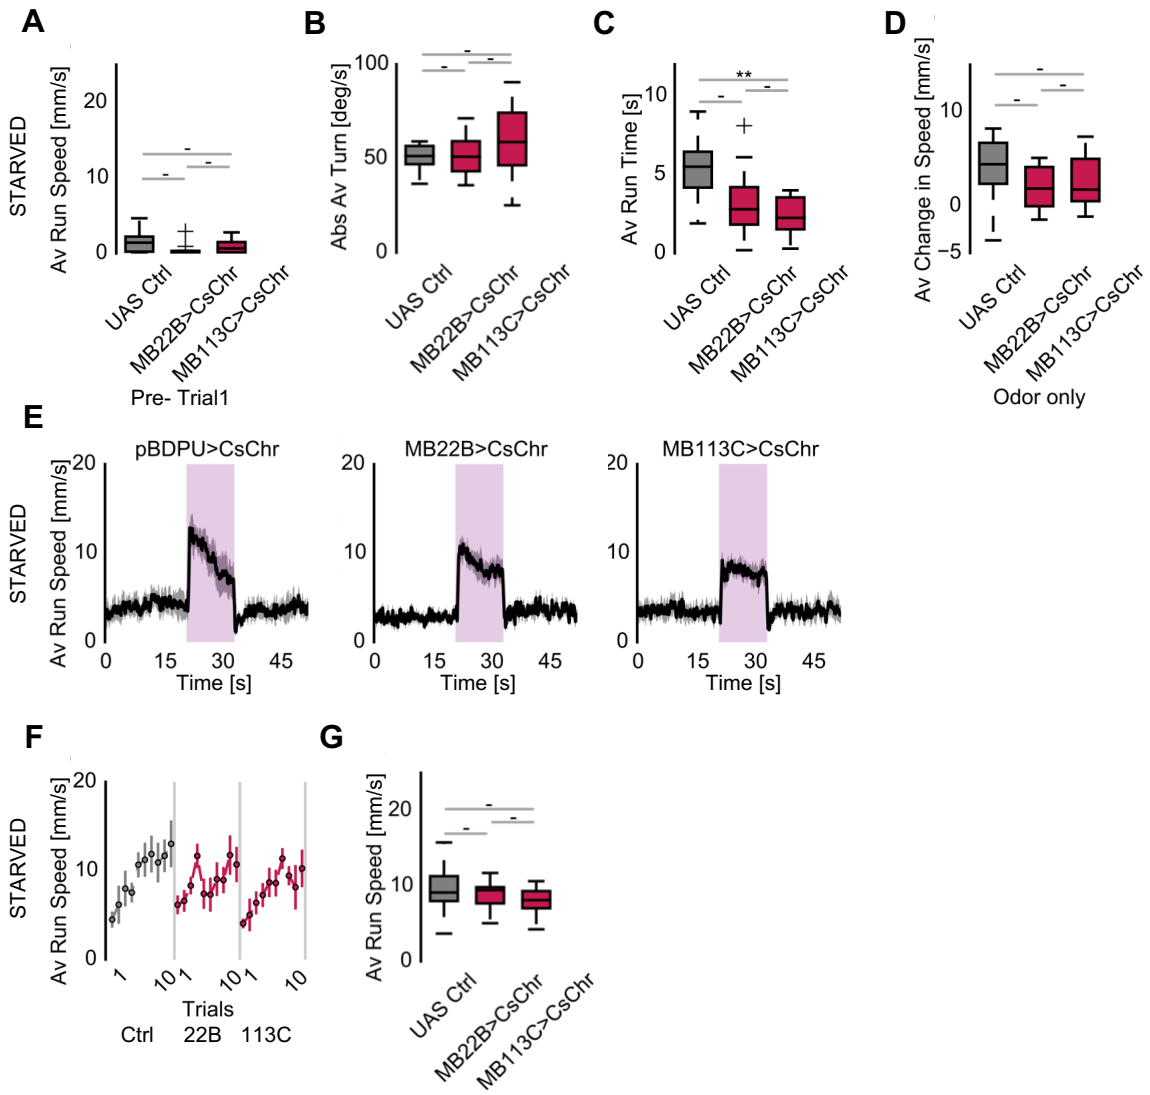 A
STARVED
Av Run Speed [mm/s]
20
10
0
-
-
-
UAS Ctrl
MB22B>CsChr
MB113C>CsChr
Pre- Trial1
B
Abs Av Turn [deg/s]
100
50
0
-
-
-
UAS Ctrl
MB22B>CsChr
MB113C>CsChr
C
Av Run Time [s]
10
5
0
**
-
-
UAS Ctrl
MB22B>CsChr
MB113C>CsChr
D
Av Change in Speed [mm/s]
10
0
−5
-
-
-
UAS Ctrl
MB22B>CsChr
MB113C>CsChr
Odor only
E
STARVED
Av Run Speed [mm/s]
pBDPU>CsChr
20
10
0
0 15 30 45
Time [s]
MB22B>CsChr
20
10
0
0 15 30 45
Time [s]
MB113C>CsChr
20
10
0
0 15 30 45
Time [s]
F
STARVED
Av Run Speed [mm/s]
20
10
0
1 10 1 10 1 10
Trials
Ctrl 22B 113C
G
Av Run Speed [mm/s]
20
10
0
-
-
-
UAS Ctrl
MB22B>CsChr
MB113C>CsChr